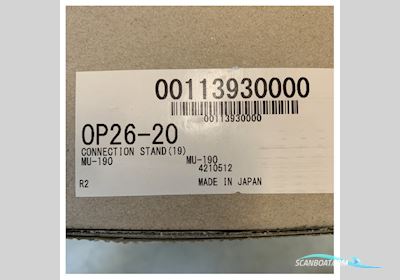 00113930000
00113930000
OP26-20
CONNECTION STAND(19)
MU-190 MU-190
4210512
R2 MADE IN JAPAN
SCANBOAT.COM